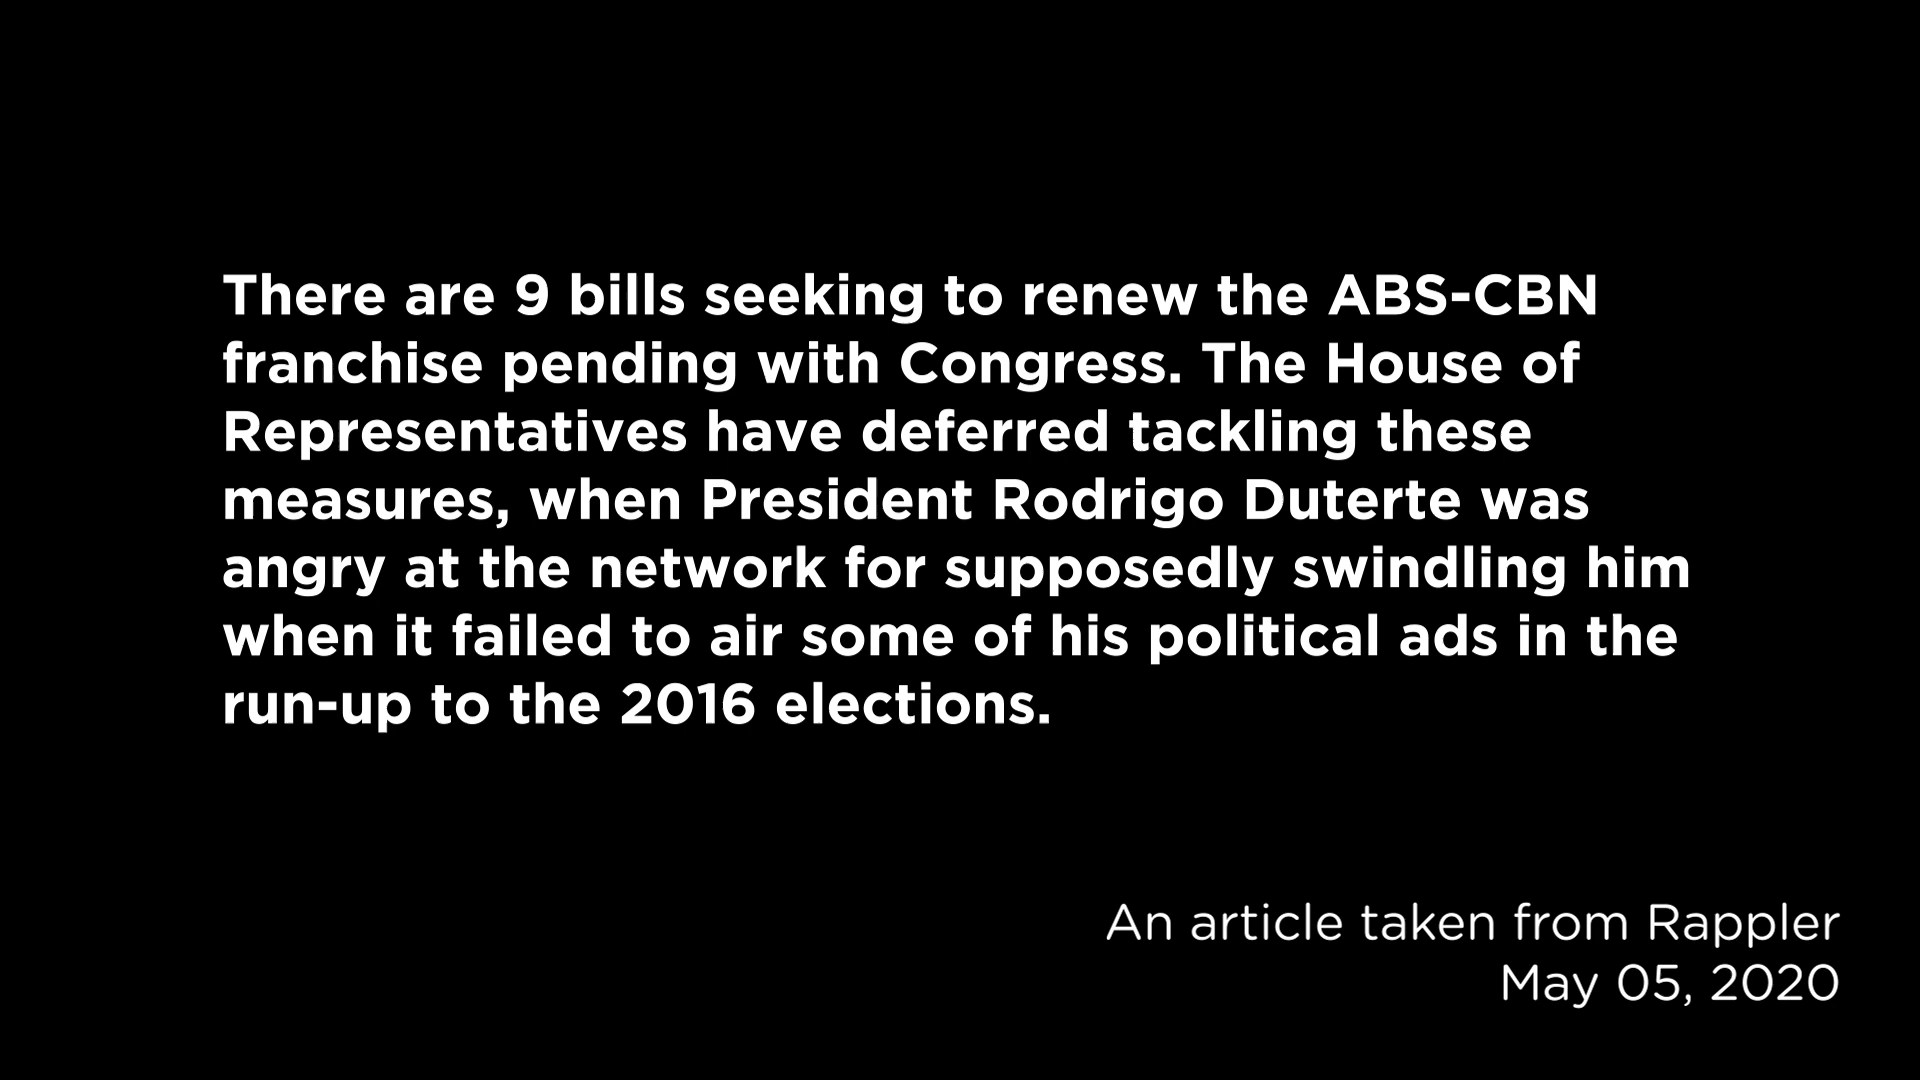 There are 9 bills seeking to renew the ABS-CBN
franchise pending with Congress. The House of
Representatives have deferred tackling these
measures, when President Rodrigo Duterte was
angry at the network for supposedly swindling him
when it failed to air some of his political ads in the
run-up to the 2016 elections.
An article taken from Rappler
May 05, 2020